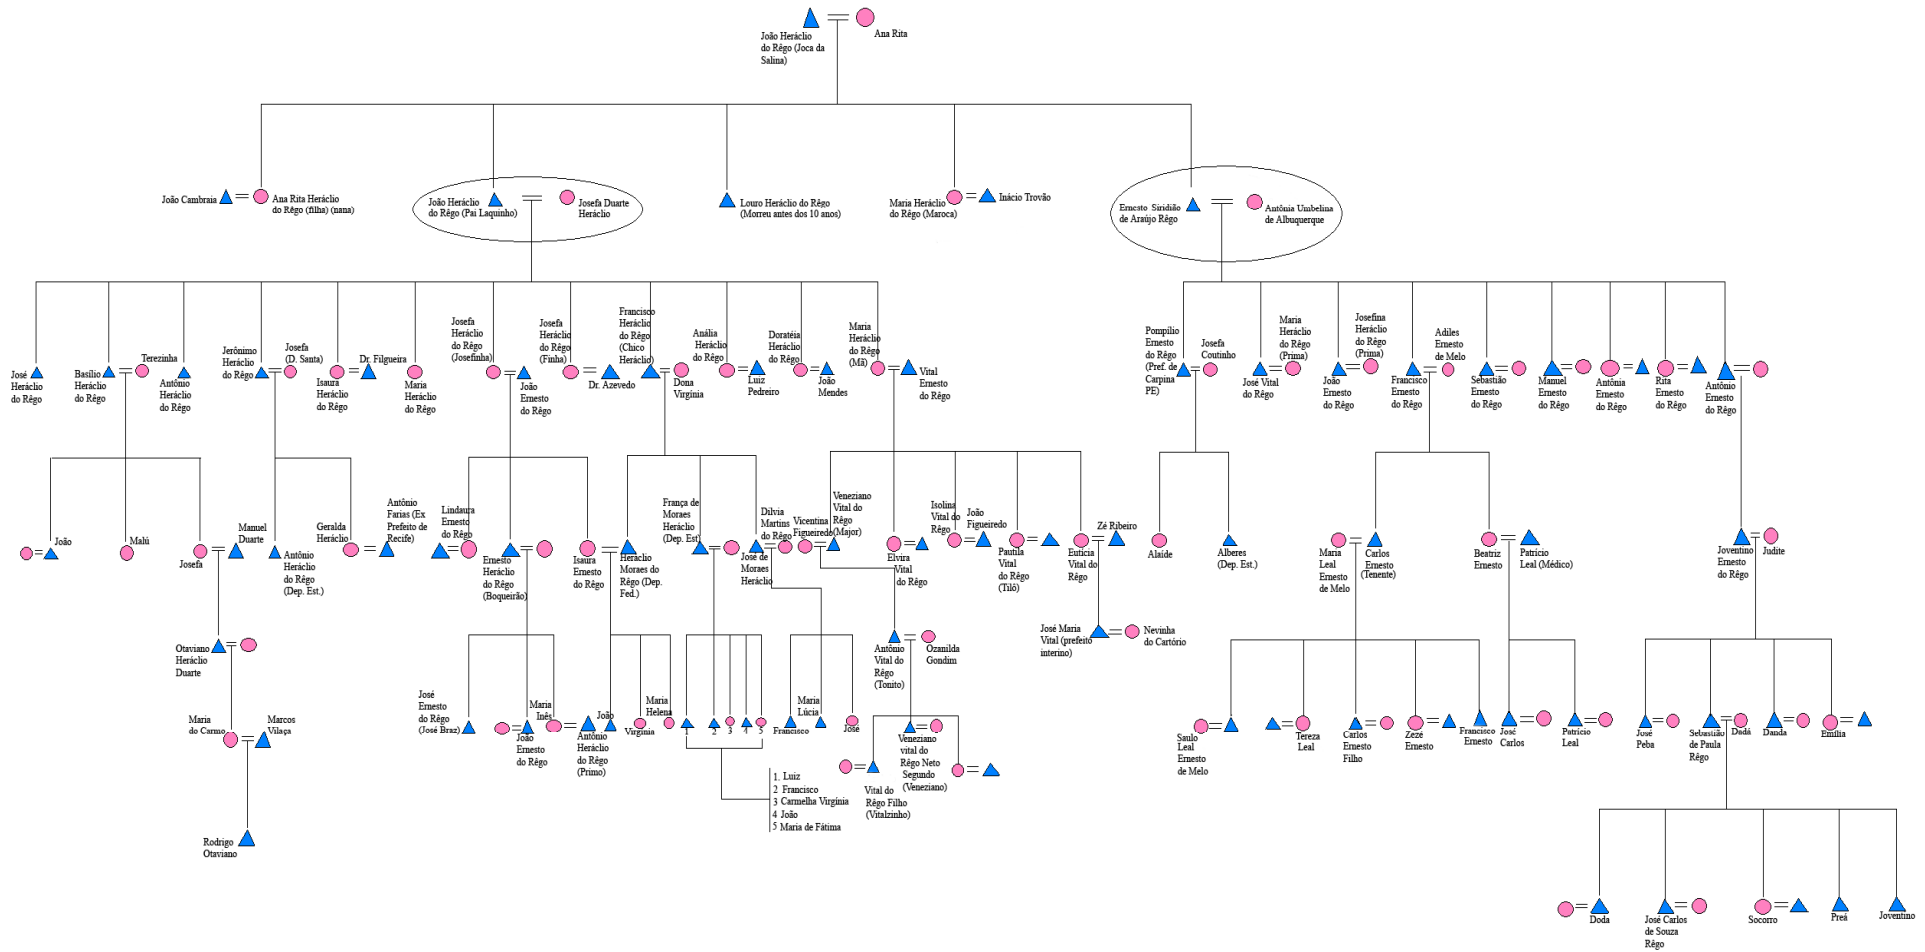 João Heráclio
do Rêgo (Joca da
Salina)
Ana Rita
João Cambraia
Ana Rita Heráclio
do Rêgo (filha) (nana)
João Heráclio
do Rêgo (Pai Laquinho)
Josefa Duarte
Heráclio
Louro Heráclio do Rêgo
(Morreu antes dos 10 anos)
Maria Heráclio
do Rêgo (Maroca)
Inácio Trovão
Ernesto Siridião
de Araújo Rêgo
Antônia Umbelina
de Albuquerque
José
Heráclio
do Rêgo
Basílio
Heráclio
do Rêgo
Terezinha
Antônio
Heráclio
do Rêgo
Jerônimo
Heráclio
do Rêgo
Josefa
(D. Santa)
Isaura
Heráclio
do Rêgo
Dr. Filgueira
Maria
Heráclio
do Rêgo
Josefa
Heráclio
do Rêgo
(Josefinha)
João
Ernesto
do Rêgo
Josefa
Heráclio
do Rêgo
(Finha)
Dr. Azevedo
Francisco
Heráclio
do Rêgo
(Chico
Heráclio)
Dona
Virgínia
Anália
Heráclio
do Rêgo
Luiz
Pedreiro
Doratéia
Heráclio
do Rêgo
João
Mendes
Maria
Heráclio
do Rêgo
(Mã)
Vital
Ernesto
do Rêgo
Pompílio
Ernesto
do Rêgo
(Pref. de
Carpina
PE)
Josefa
Coutinho
José Vital
do Rêgo
Maria
Heráclio
do Rêgo
(Prima)
João
Ernesto
do Rêgo
Josefina
Heráclio
do Rêgo
(Prima)
Francisco
Ernesto
do Rêgo
Adiles
Ernesto
de Melo
Sebastião
Ernesto
do Rêgo
Manuel
Ernesto
do Rêgo
Antônia
Ernesto
do Rêgo
Rita
Ernesto
do Rêgo
Antônio
Ernesto
do Rêgo
João
Malú
Josefa
Manuel
Duarte
Antônio
Heráclio
do Rêgo
(Dep. Est.)
Geralda
Heráclio
Antônio
Farias (Ex
Prefeito de
Recife)
Lindaura
Ernesto
do Rêgo
Ernesto
Heráclio
do Rêgo
(Boqueirão)
Isaura
Ernesto
do Rêgo
Heráclio
Moraes do
Rêgo (Dep.
Fed.)
França de
Moraes
Heráclio
(Dep. Est)
Dilvia
Martins
do Rêgo
José de
Moraes
Heráclio
Vicentina
Figueiredo
Veneziano
Vital do
Rêgo
(Major)
Elvira
Vital
do Rêgo
Isolina
Vital do
Rêgo
João
Figueiredo
Pautila
Vital
do Rêgo
(Tiló)
Eutícia
Vital do
Rêgo
Zé Ribeiro
Alaíde
Alberes
(Dep. Est.)
Maria
Leal
Ernesto
de Melo
Carlos
Ernesto
(Tenente)
Beatriz
Ernesto
Patrício
Leal (Médico)
Joventino
Ernesto
do Rêgo
Judite
Otaviano
Heráclio
Duarte
Antônio
Vital do
Rêgo
(Tonito)
Ozanilda
Gondim
José Maria
Vital (prefeito
interino)
Nevinha
do Cartório
Maria
do Carmo
Marcos
Vilaça
José
Ernesto
do Rêgo
(José Braz)
João
Ernesto
do Rêgo
Maria
Inês
Antônio
Heráclio
do Rêgo
(Primo)
João
Virgínia
Maria
Helena
1
2
3
4
5
Francisco
Maria
Lúcia
José
Vital do
Rêgo Filho
(Vitalzinho)
Veneziano
vital do
Rêgo Neto
Segundo
(Veneziano)
Saulo
Leal
Ernesto
de Melo
Tereza
Leal
Carlos
Ernesto
Filho
Zezé
Ernesto
Francisco
Ernesto
José
Carlos
Patrício
Leal
José
Peba
Sebastião
de Paula
Rêgo
Dadá
Danda
Emília
1. Luiz
2 Francisco
3 Carmelha Virgínia
4 João
5 Maria de Fátima
Rodrigo
Otaviano
Doda
José Carlos
de Souza
Rêgo
Socorro
Preá
Joventino